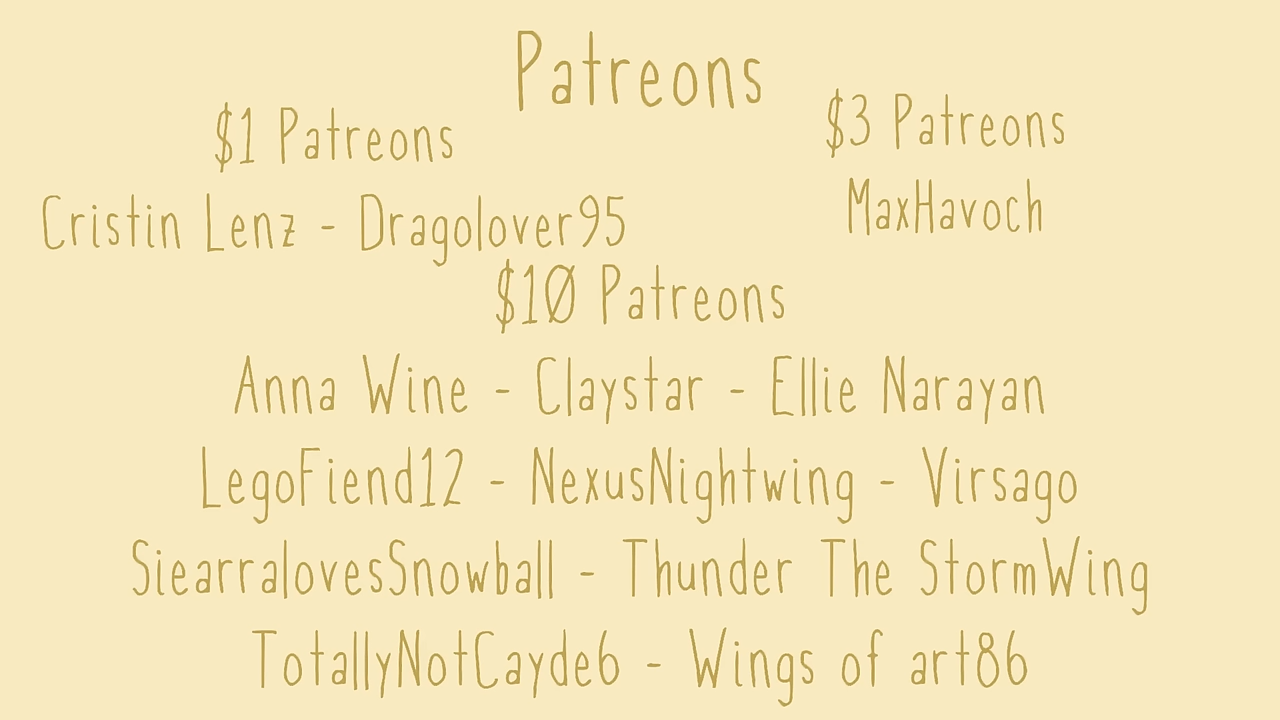 Patreons
$1 Patreons
Cristin Lenz - Dragolover95
$3 Patreons
MaxHavoch
$10 Patreons
Anna Wine - Claystar - Ellie Narayan
LegoFiend12 - NexusNightwing - Virsago
SiearralovesSnowball - Thunder The StormWing
TotallyNotCayde6 - Wings of art86